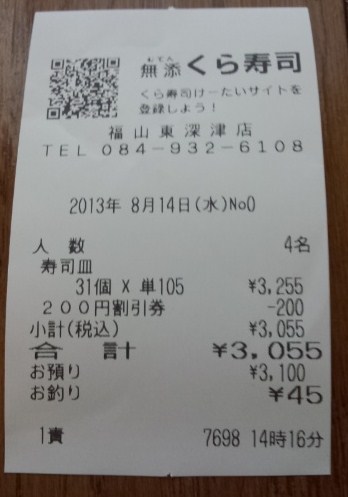 むてん
無添 くら寿司
くら寿司けーたいサイトを
登録しよう!
福山東深津店
TEL 084-932-6108
2013年 8月14日(水)No0
人 数 4名
寿司皿
31個 X 単105 ¥3,255
200円割引券 -200
小計(税込) ¥3,055
合 計 ¥3,055
お預り ¥3,100
お釣り ¥45
1責 7698 14時16分